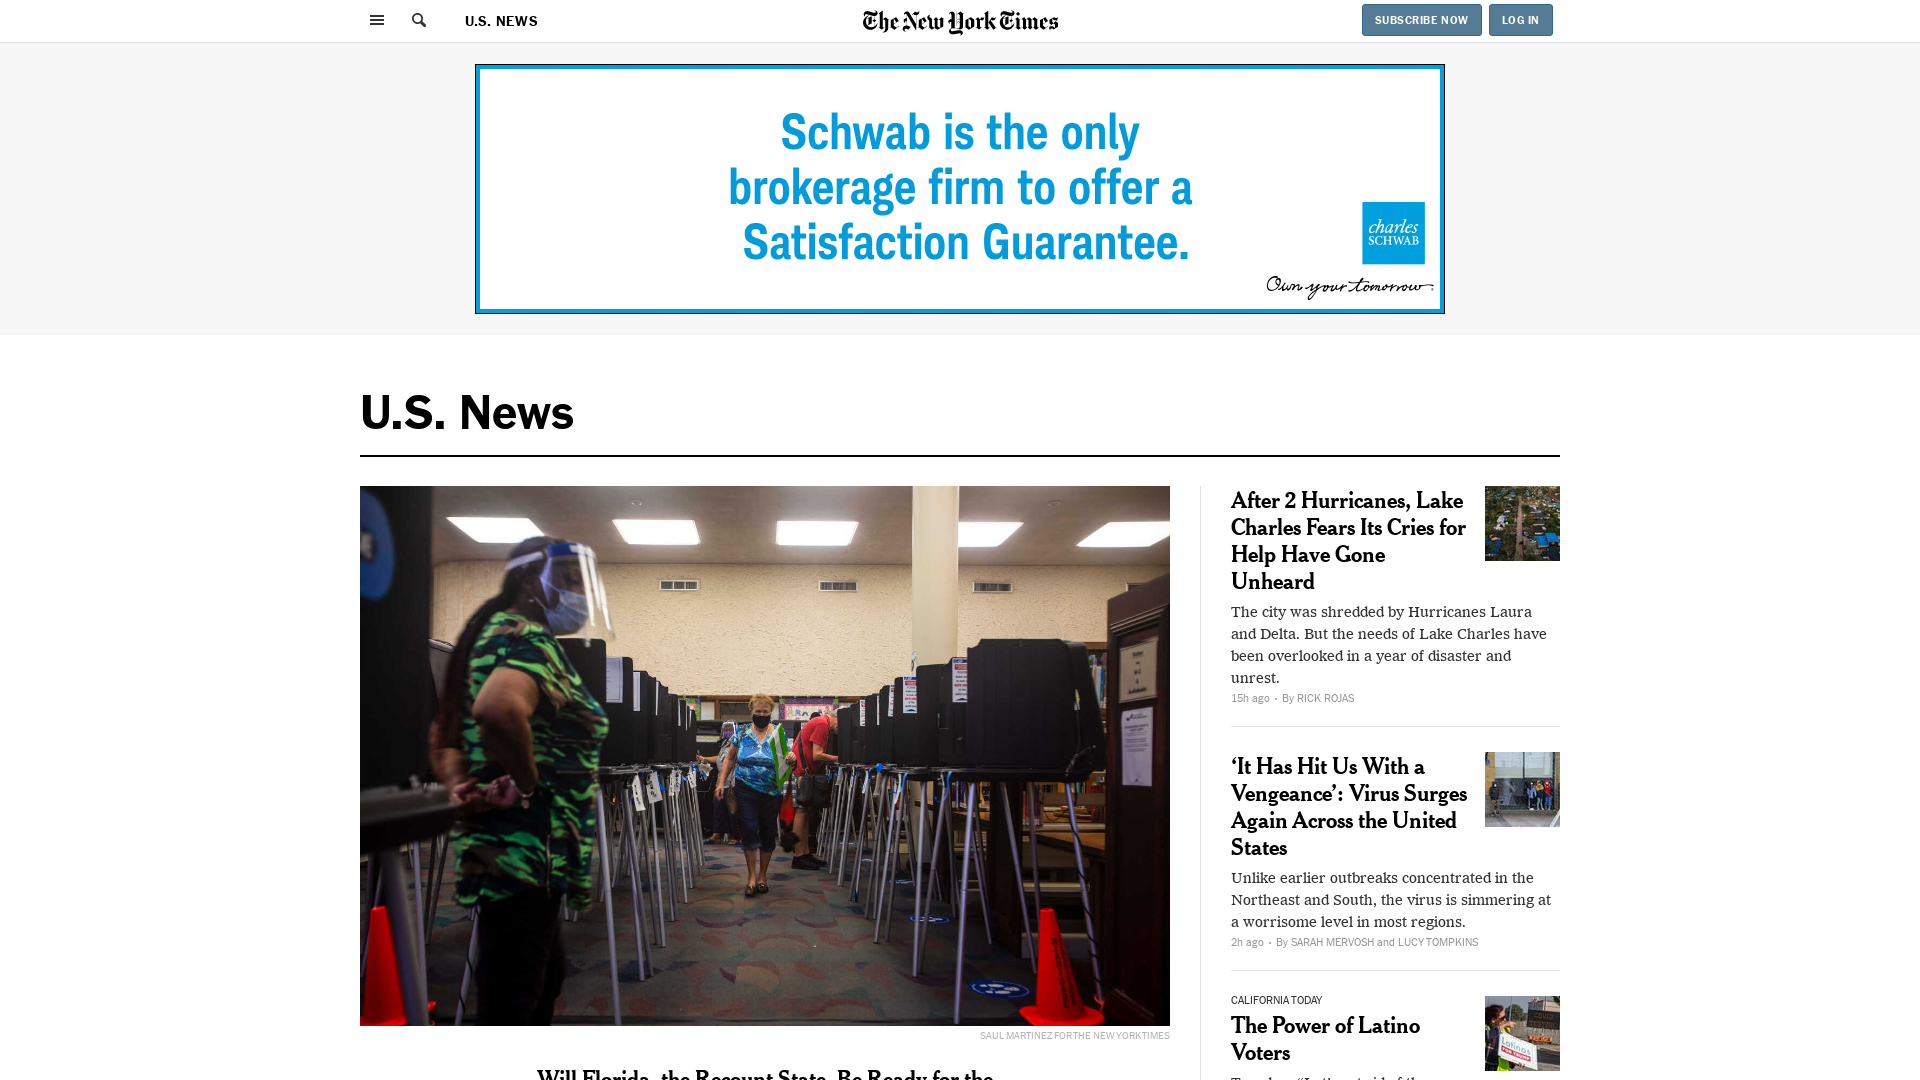 U.S. NEWS
The New York Times
SUBSCRIBE NOW
LOG IN
Schwab is the only
brokerage firm to offer a
Satisfaction Guarantee.
charles
SCHWAB
Own your tomorrow.
U.S. News
SAUL MARTINEZ FOR THE NEW YORK TIMES
Will Florida, the Recount State, Be Ready for the
After 2 Hurricanes, Lake
Charles Fears Its Cries for
Help Have Gone
Unheard
The city was shredded by Hurricanes Laura
and Delta. But the needs of Lake Charles have
been overlooked in a year of disaster and
unrest.
15h ago · By RICK ROJAS
‘It Has Hit Us With a
Vengeance’: Virus Surges
Again Across the United
States
Unlike earlier outbreaks concentrated in the
Northeast and South, the virus is simmering at
a worrisome level in most regions.
2h ago · By SARAH MERVOSH and LUCY TOMPKINS
CALIFORNIA TODAY
The Power of Latino
Voters
Latinos
FOR TRUMP